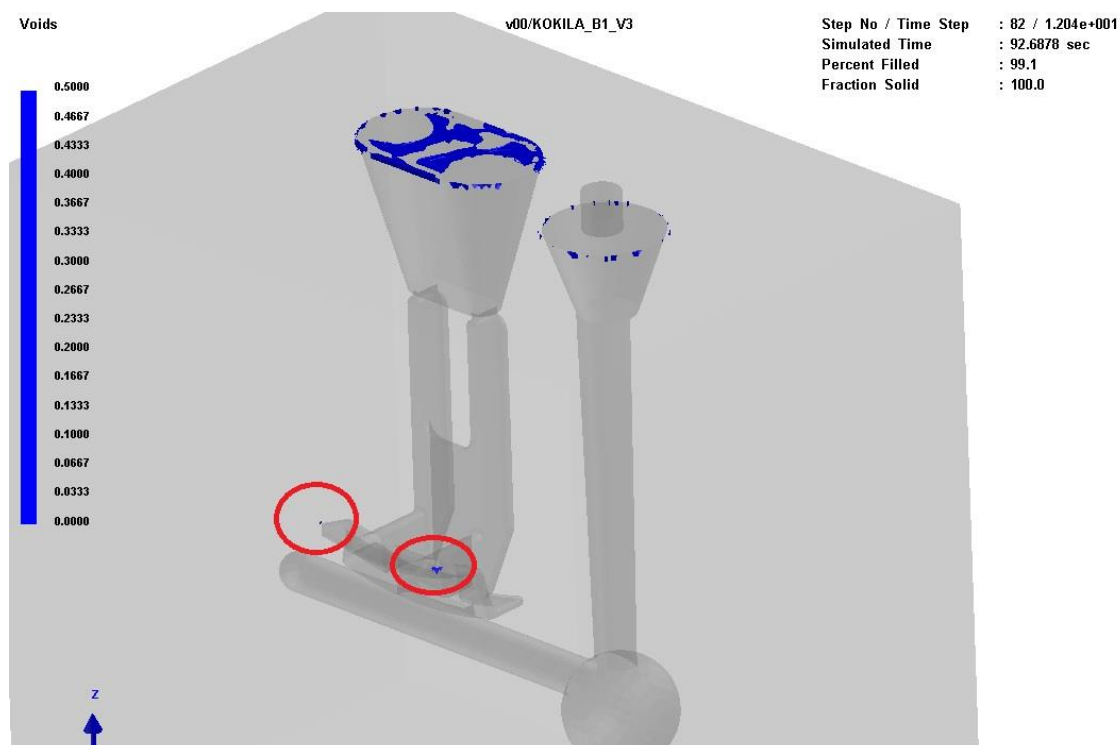 Voids
v00/KOKILA_B1_V3
Step No / Time Step : 82 / 1.204e+001
Simulated Time : 92.6878 sec
Percent Filled : 99.1
Fraction Solid : 100.0
0.5000
0.4667
0.4333
0.4000
0.3667
0.3333
0.3000
0.2667
0.2333
0.2000
0.1667
0.1333
0.1000
0.0667
0.0333
0.0000
Z